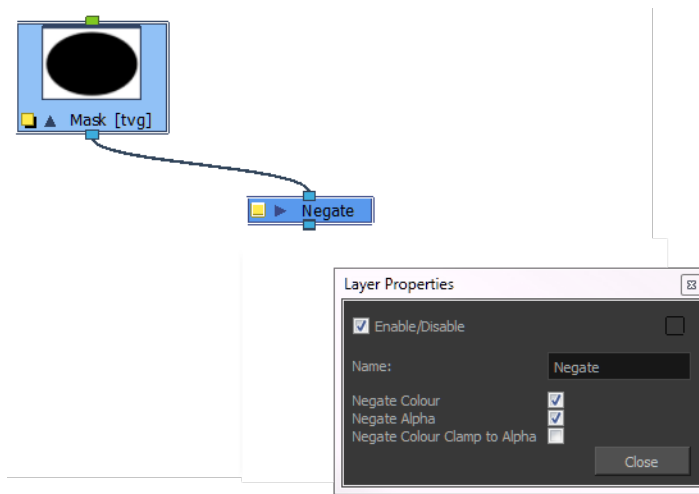 Mask [tvg]
Negate
Layer Properties
Enable/Disable
Name: Negate
Negate Colour
Negate Alpha
Negate Colour Clamp to Alpha
Close